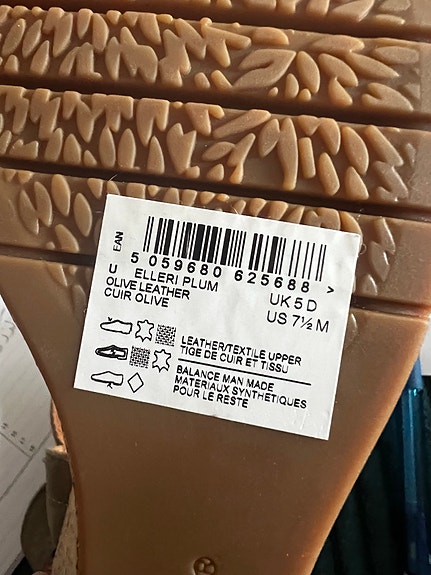 EAN
5 059680 625688 >
U ELLERI PLUM
OLIVE LEATHER
CUIR OLIVE
UK 5 D
US 7½ M
LEATHER/TEXTILE UPPER
TIGE DE CUIR ET TISSU
BALANCE MAN MADE
MATERIAUX SYNTHETIQUES
POUR LE RESTE